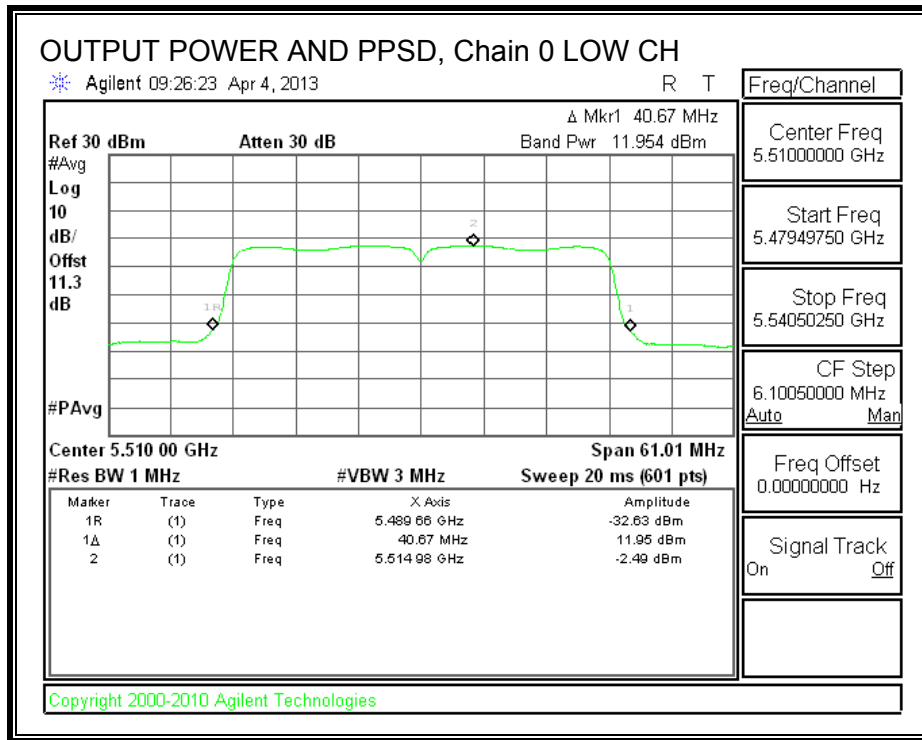 OUTPUT POWER AND PPSD, Chain 0 LOW CH
Agilent 09:26:23 Apr 4, 2013 R T
Freq/Channel
Δ Mkr1 40.67 MHz
Ref 30 dBm Atten 30 dB Band Pwr 11.954 dBm
#Avg
Log
10
dB/
Offst
11.3
dB
#PAvg
1R
2
1
Center 5.510 00 GHz Span 61.01 MHz
#Res BW 1 MHz #VBW 3 MHz Sweep 20 ms (601 pts)
Marker Trace Type X Axis Amplitude
1R (1) Freq 5.489 66 GHz -32.63 dBm
1Δ (1) Freq 40.67 MHz 11.95 dBm
2 (1) Freq 5.514 98 GHz -2.49 dBm
Center Freq
5.51000000 GHz
Start Freq
5.47949750 GHz
Stop Freq
5.54050250 GHz
CF Step
6.10050000 MHz
Auto Man
Freq Offset
0.00000000 Hz
Signal Track
On Off
Copyright 2000-2010 Agilent Technologies